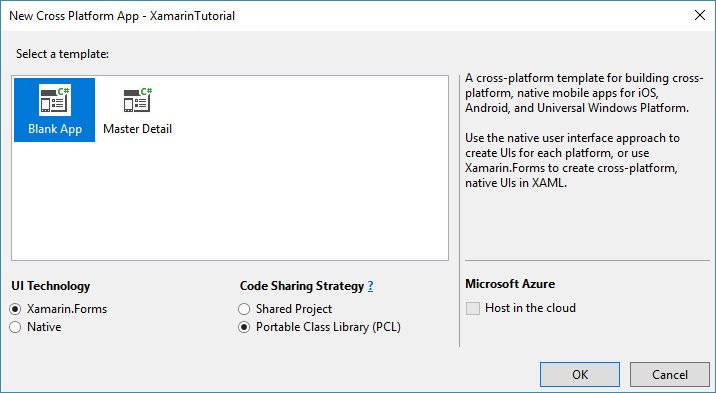 New Cross Platform App - XamarinTutorial
Select a template:
C#
Blank App
C#
Master Detail
A cross-platform template for building cross-
platform, native mobile apps for iOS,
Android, and Universal Windows Platform.
Use the native user interface approach to
create UIs for each platform, or use
Xamarin.Forms to create cross-platform,
native UIs in XAML.
UI Technology
Xamarin.Forms
Native
Code Sharing Strategy ?
Shared Project
Portable Class Library (PCL)
Microsoft Azure
Host in the cloud
OK
Cancel